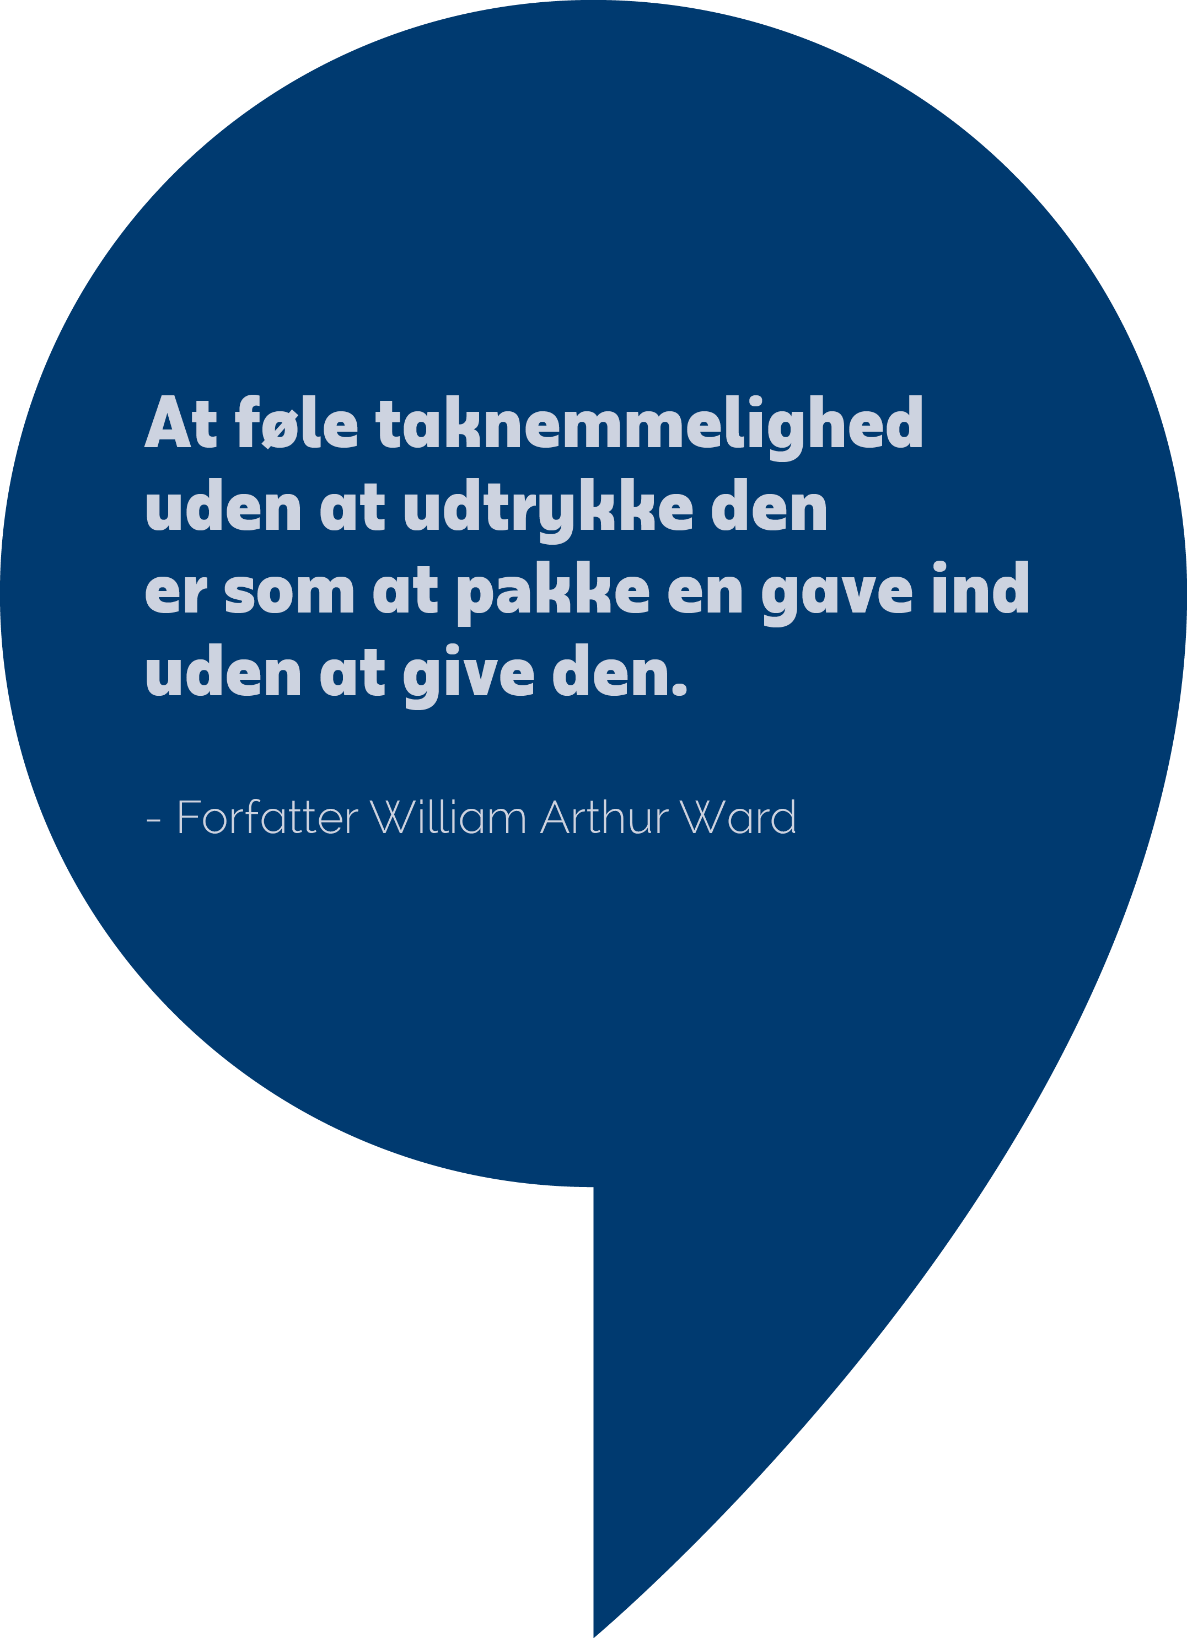 At føle taknemmelighed
uden at udtrykke den
er som at pakke en gave ind
uden at give den.
- Forfatter William Arthur Ward